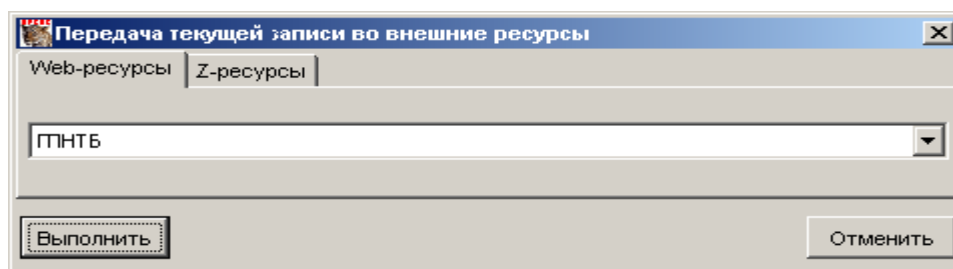 Передача текущей записи во внешние ресурсы
Web-ресурсы Z-ресурсы
ГПНТБ
Выполнить Отменить